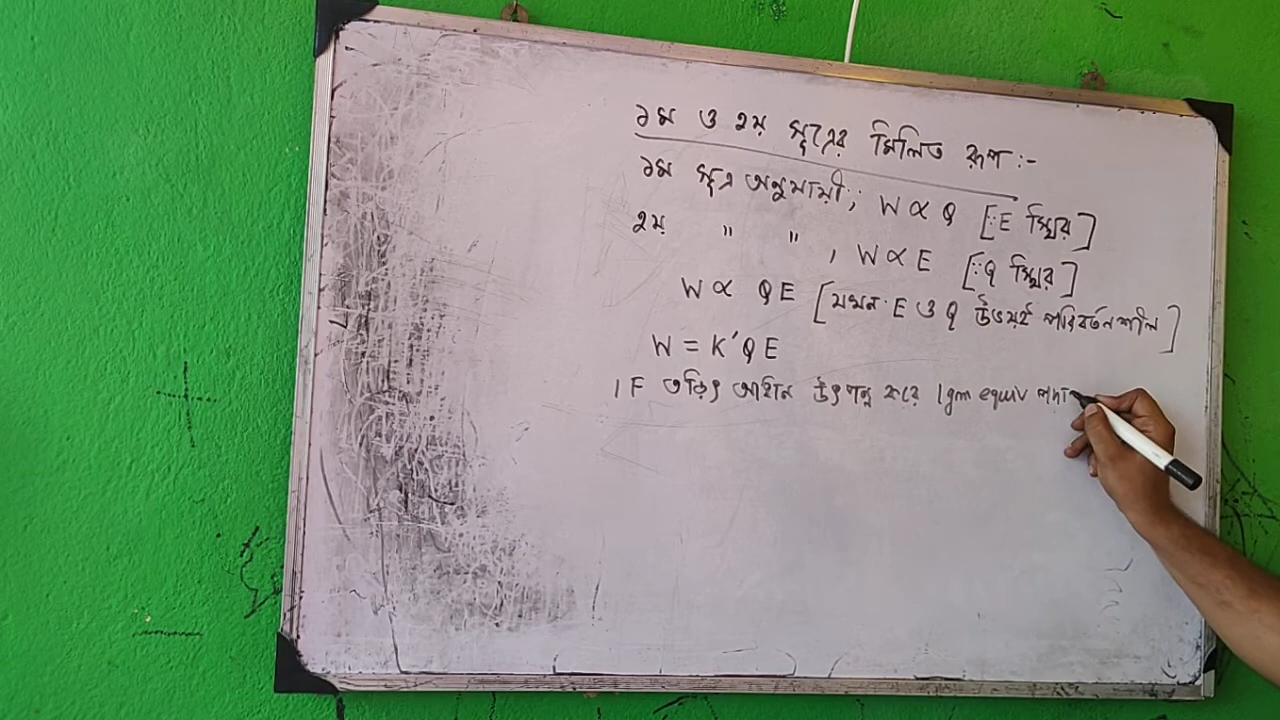 ১ম ও ২য় সূত্রের মিলিত রূপ :-
১ম সূত্র অনুযায়ী, ; W ∝ Q [∵ E স্থির]
২য় " " , W ∝ E [∵ Q স্থির]
W ∝ QE [যখন E ও Q উভয়ই পরিবর্তনশীল]
W = K′QE
1F তড়িৎ আধান উৎপন্ন করে 1gm equiv পদা